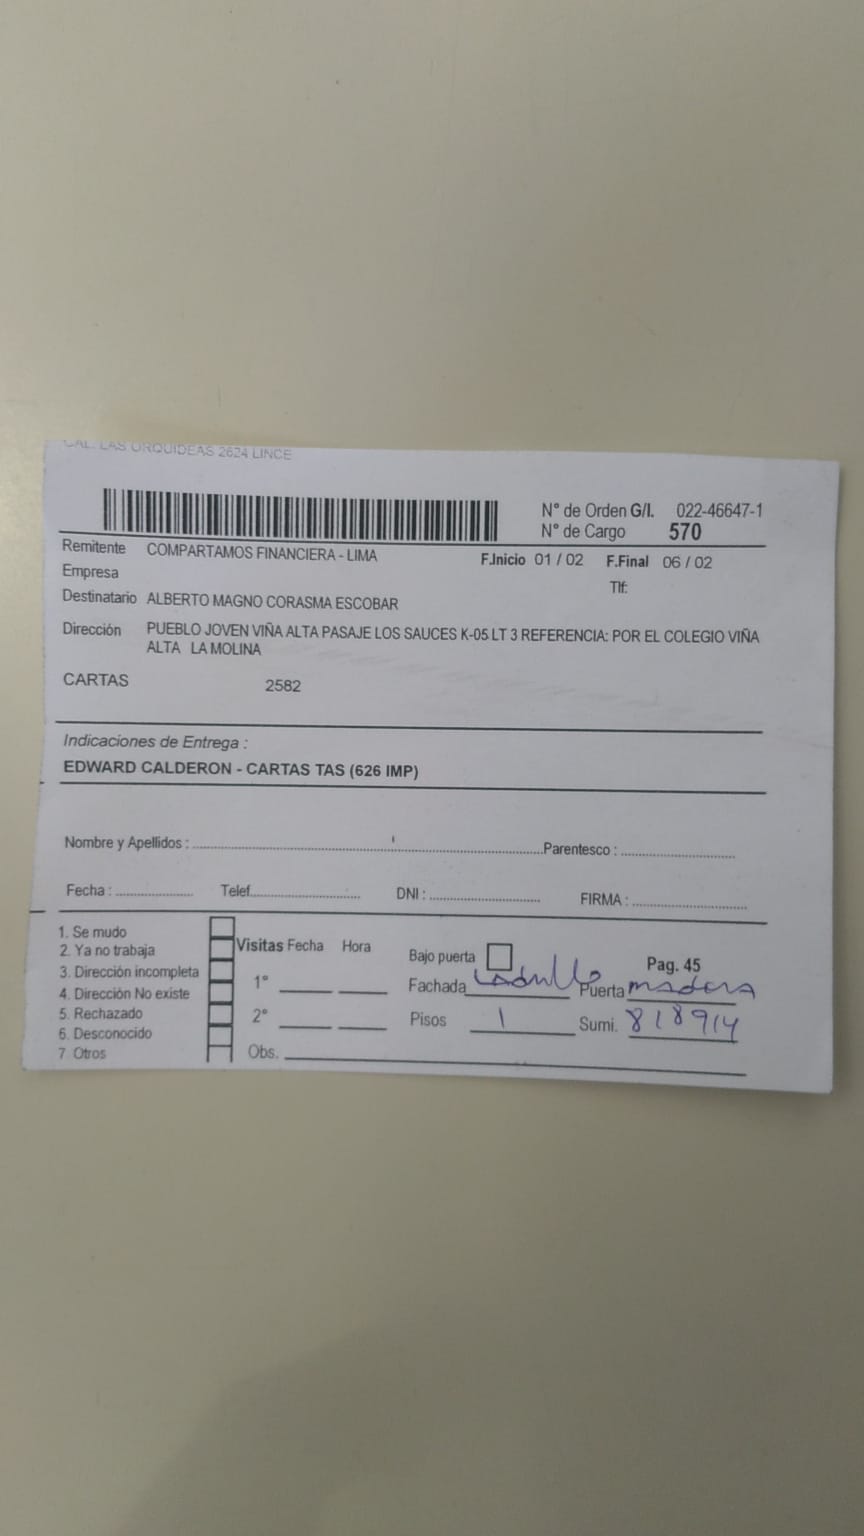 CAL. LAS ORQUIDEAS 2624 LINCE
N° de Orden G/I. 022-46647-1
N° de Cargo 570
Remitente COMPARTAMOS FINANCIERA - LIMA F.Inicio 01 / 02 F.Final 06 / 02
Empresa Tlf:
Destinatario ALBERTO MAGNO CORASMA ESCOBAR
Dirección PUEBLO JOVEN VIÑA ALTA PASAJE LOS SAUCES K-05 LT 3 REFERENCIA: POR EL COLEGIO VIÑA
ALTA LA MOLINA
CARTAS 2582
Indicaciones de Entrega :
EDWARD CALDERON - CARTAS TAS (626 IMP)
Nombre y Apellidos : Parentesco :
Fecha : Telef. DNI : FIRMA :
1. Se mudo
2. Ya no trabaja
3. Dirección incompleta
4. Dirección No existe
5. Rechazado
6. Desconocido
7 Otros
Visitas Fecha Hora
1°
2°
Obs.
Bajo puerta Pag. 45
Fachada Ladrillo Puerta madera
Pisos 1 Sumi. 818914